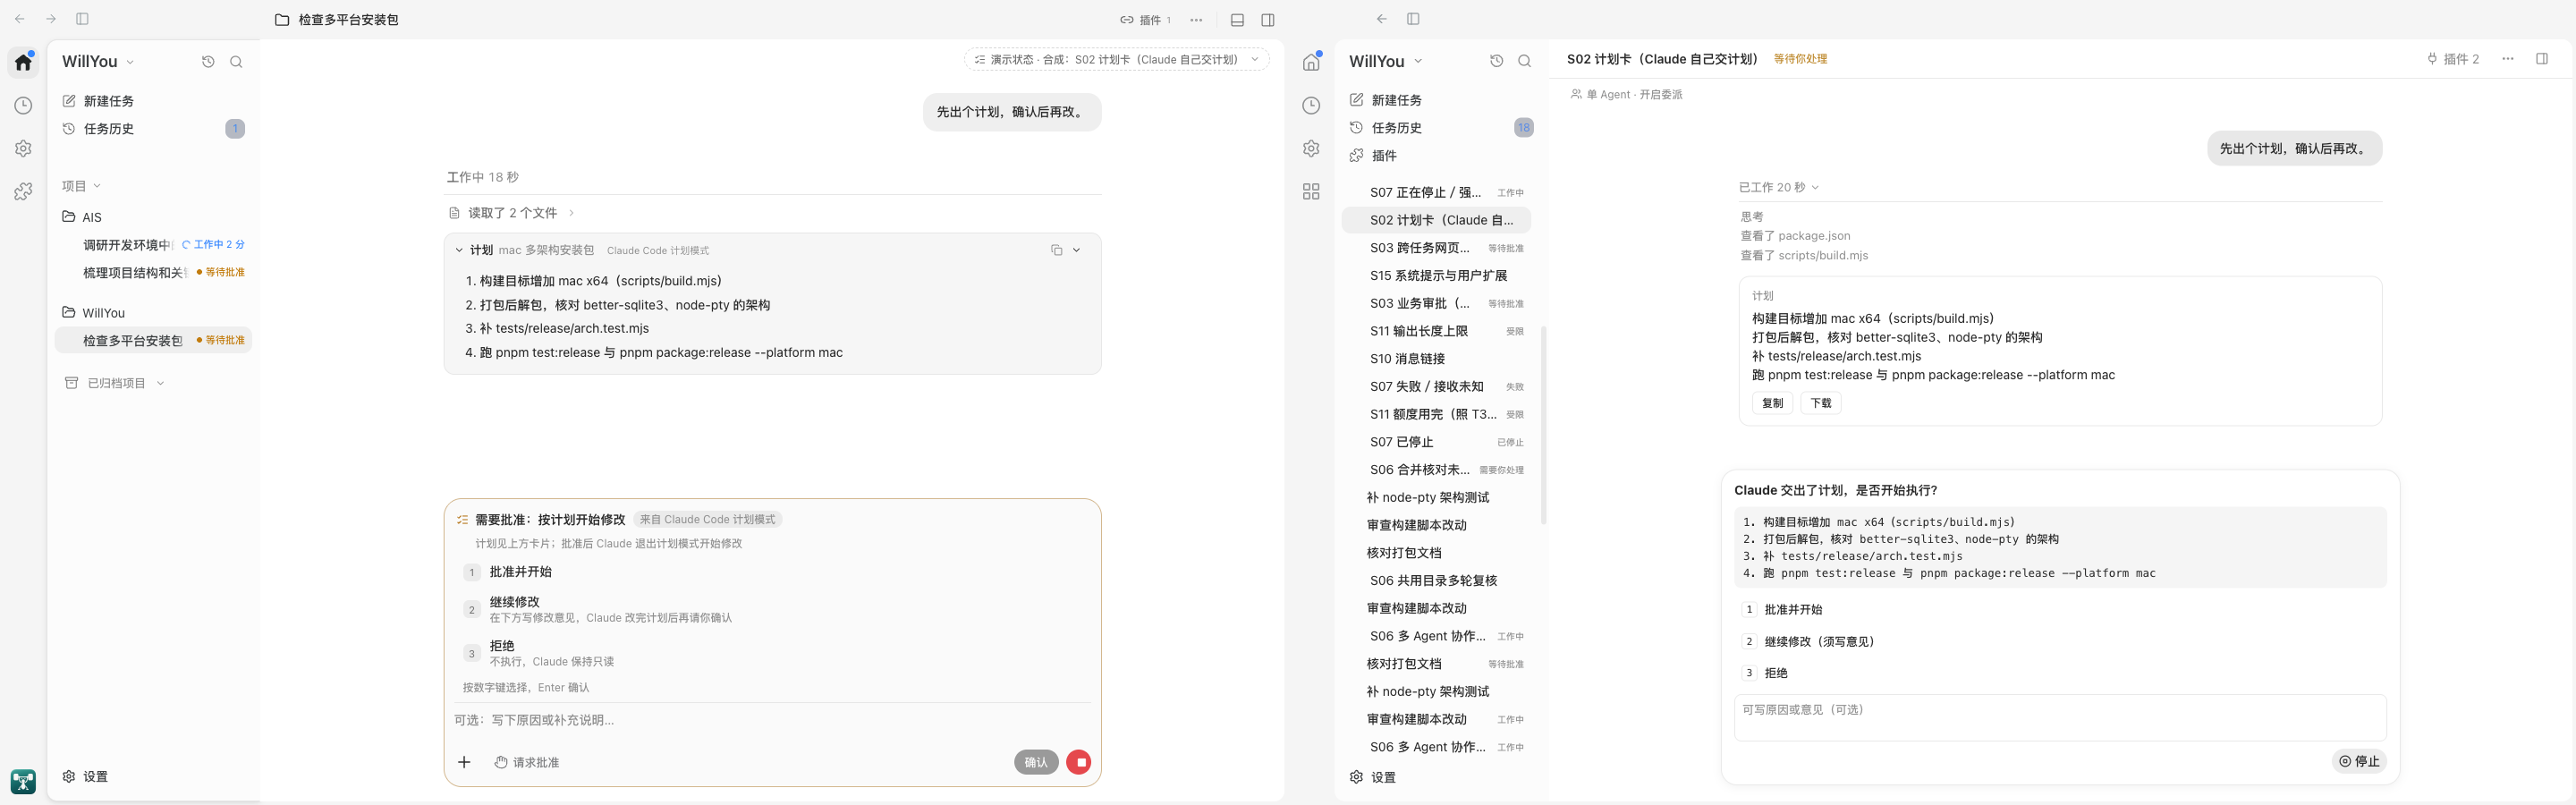 检查多平台安装包
插件 1
WillYou
新建任务
任务历史
1
项目
AIS
调研开发环境中
工作中 2 分
梳理项目结构和关
等待批准
WillYou
检查多平台安装包
等待批准
已归档项目
设置
演示状态 · 合成：S02 计划卡（Claude 自己交计划）
先出个计划，确认后再改。
工作中 18 秒
读取了 2 个文件
计划 mac 多架构安装包 Claude Code 计划模式
1. 构建目标增加 mac x64（scripts/build.mjs）
2. 打包后解包，核对 better-sqlite3、node-pty 的架构
3. 补 tests/release/arch.test.mjs
4. 跑 pnpm test:release 与 pnpm package:release --platform mac
需要批准：按计划开始修改 来自 Claude Code 计划模式
计划见上方卡片；批准后 Claude 退出计划模式开始修改
1 批准并开始
2 继续修改
在下方写修改意见，Claude 改完计划后再请你确认
3 拒绝
不执行，Claude 保持只读
按数字键选择，Enter 确认
可选：写下原因或补充说明...
请求批准
确认
WillYou
新建任务
任务历史
18
插件
S07 正在停止 / 强... 工作中
S02 计划卡（Claude 自...
S03 跨任务网页... 等待批准
S15 系统提示与用户扩展
S03 业务审批（... 等待批准
S11 输出长度上限 受限
S10 消息链接
S07 失败 / 接收未知 失败
S11 额度用完（照 T3... 受限
S07 已停止 已停止
S06 合并核对未... 需要你处理
补 node-pty 架构测试
审查构建脚本改动
核对打包文档
S06 共用目录多轮复核
审查构建脚本改动
S06 多 Agent 协作... 工作中
核对打包文档 等待批准
补 node-pty 架构测试
审查构建脚本改动 工作中
S06 多 Agent 协作... 工作中
设置
S02 计划卡（Claude 自己交计划） 等待你处理
插件 2
单 Agent · 开启委派
先出个计划，确认后再改。
已工作 20 秒
思考
查看了 package.json
查看了 scripts/build.mjs
计划
构建目标增加 mac x64（scripts/build.mjs）
打包后解包，核对 better-sqlite3、node-pty 的架构
补 tests/release/arch.test.mjs
跑 pnpm test:release 与 pnpm package:release --platform mac
复制 下载
Claude 交出了计划，是否开始执行？
1. 构建目标增加 mac x64（scripts/build.mjs）
2. 打包后解包，核对 better-sqlite3、node-pty 的架构
3. 补 tests/release/arch.test.mjs
4. 跑 pnpm test:release 与 pnpm package:release --platform mac
1 批准并开始
2 继续修改（须写意见）
3 拒绝
可写原因或意见（可选）
停止